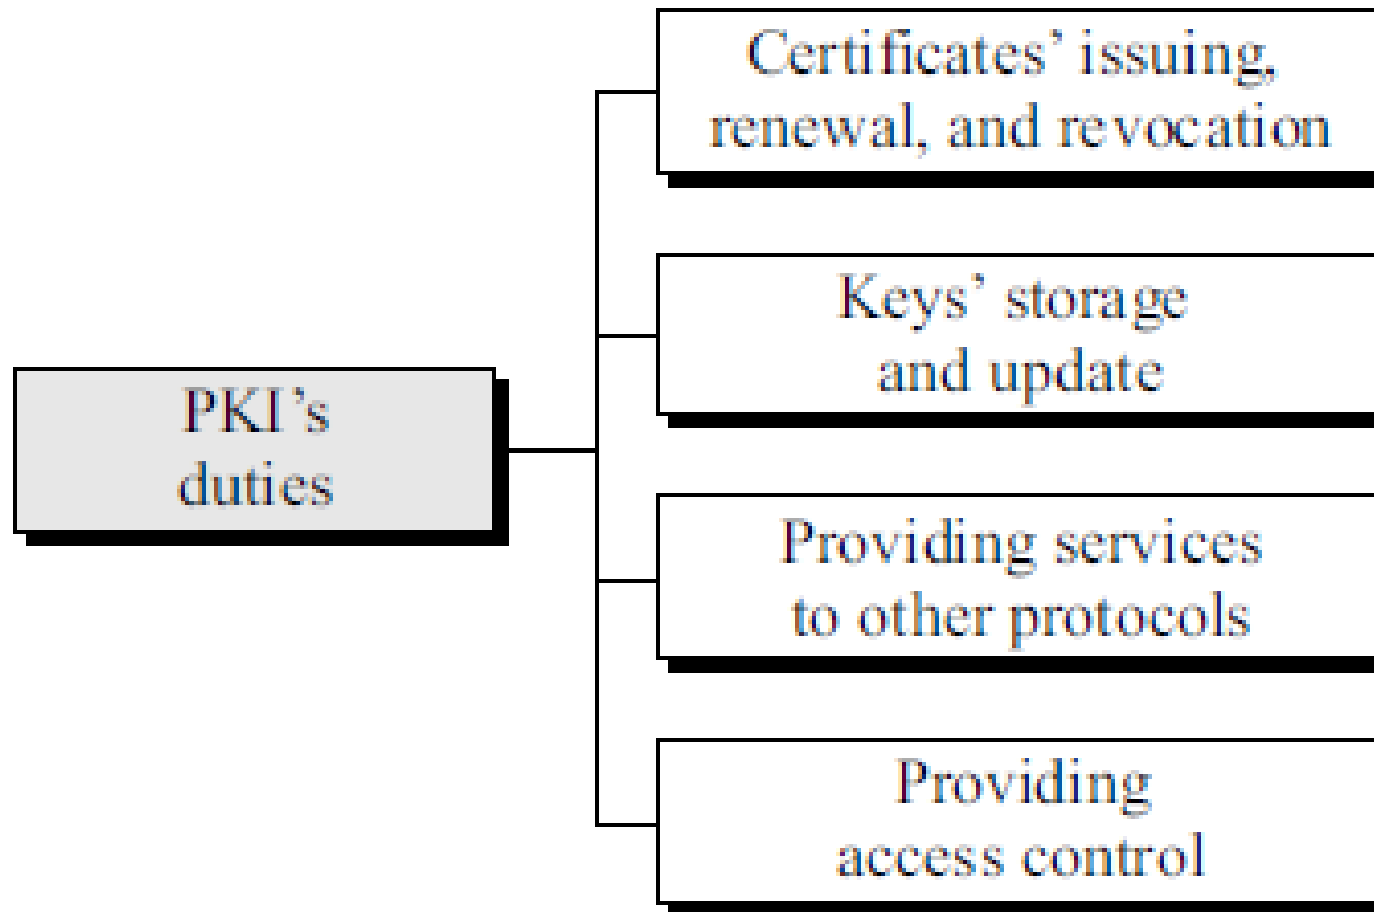 Certificates’ issuing,
renewal, and revocation
Keys’ storage
and update
PKI’s
duties
Providing services
to other protocols
Providing
access control